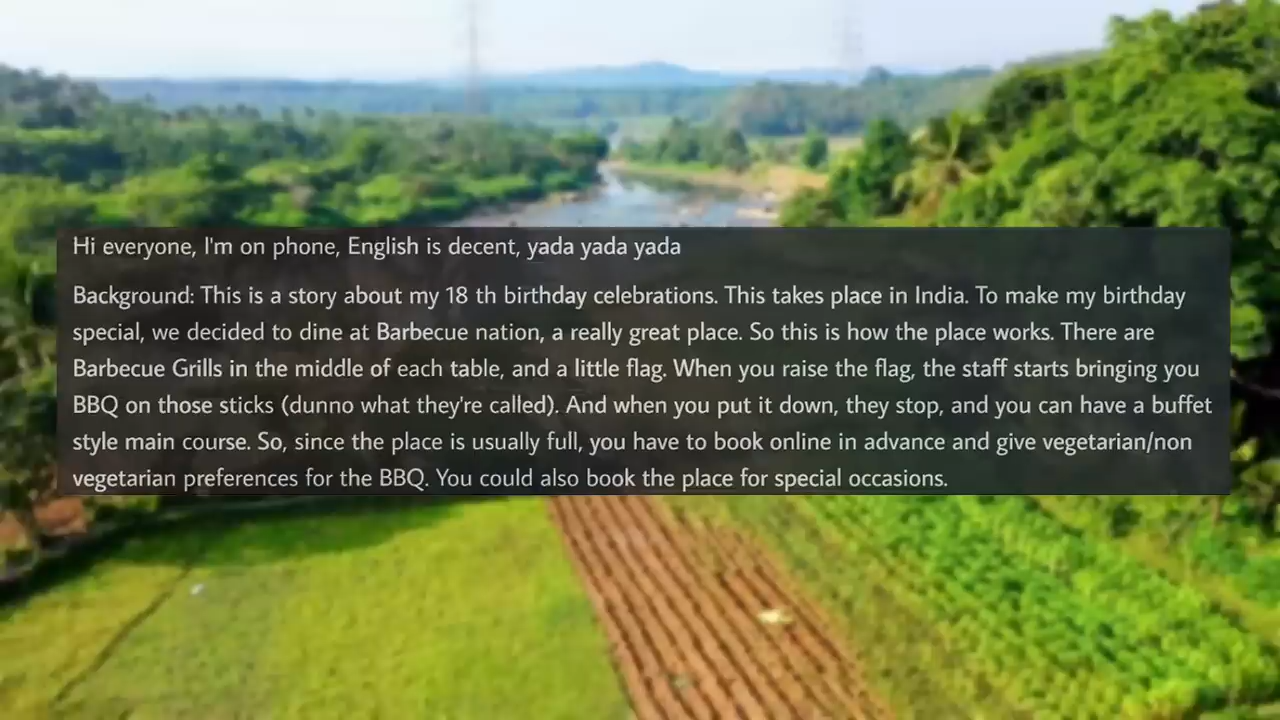 Hi everyone, I'm on phone, English is decent, yada yada yada
Background: This is a story about my 18 th birthday celebrations. This takes place in India. To make my birthday
special, we decided to dine at Barbecue nation, a really great place. So this is how the place works. There are
Barbecue Grills in the middle of each table, and a little flag. When you raise the flag, the staff starts bringing you
BBQ on those sticks (dunno what they're called). And when you put it down, they stop, and you can have a buffet
style main course. So, since the place is usually full, you have to book online in advance and give vegetarian/non
vegetarian preferences for the BBQ. You could also book the place for special occasions.